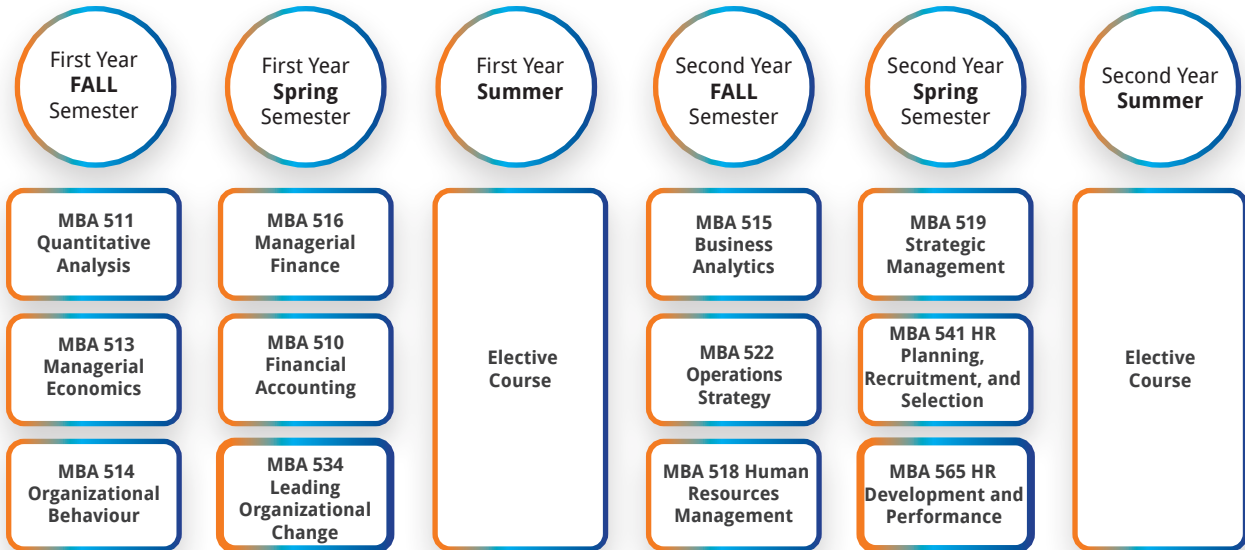 First Year
FALL
Semester
First Year
Spring
Semester
First Year
Summer
Second Year
FALL
Semester
Second Year
Spring
Semester
Second Year
Summer
MBA 511
Quantitative
Analysis
MBA 516
Managerial
Finance
MBA 515
Business
Analytics
MBA 519
Strategic
Management
MBA 513
Managerial
Economics
MBA 510
Financial
Accounting
Elective
Course
MBA 522
Operations
Strategy
MBA 541 HR
Planning,
Recruitment, and
Selection
Elective
Course
MBA 514
Organizational
Behaviour
MBA 534
Leading
Organizational
Change
MBA 518 Human
Resources
Management
MBA 565 HR
Development and
Performance